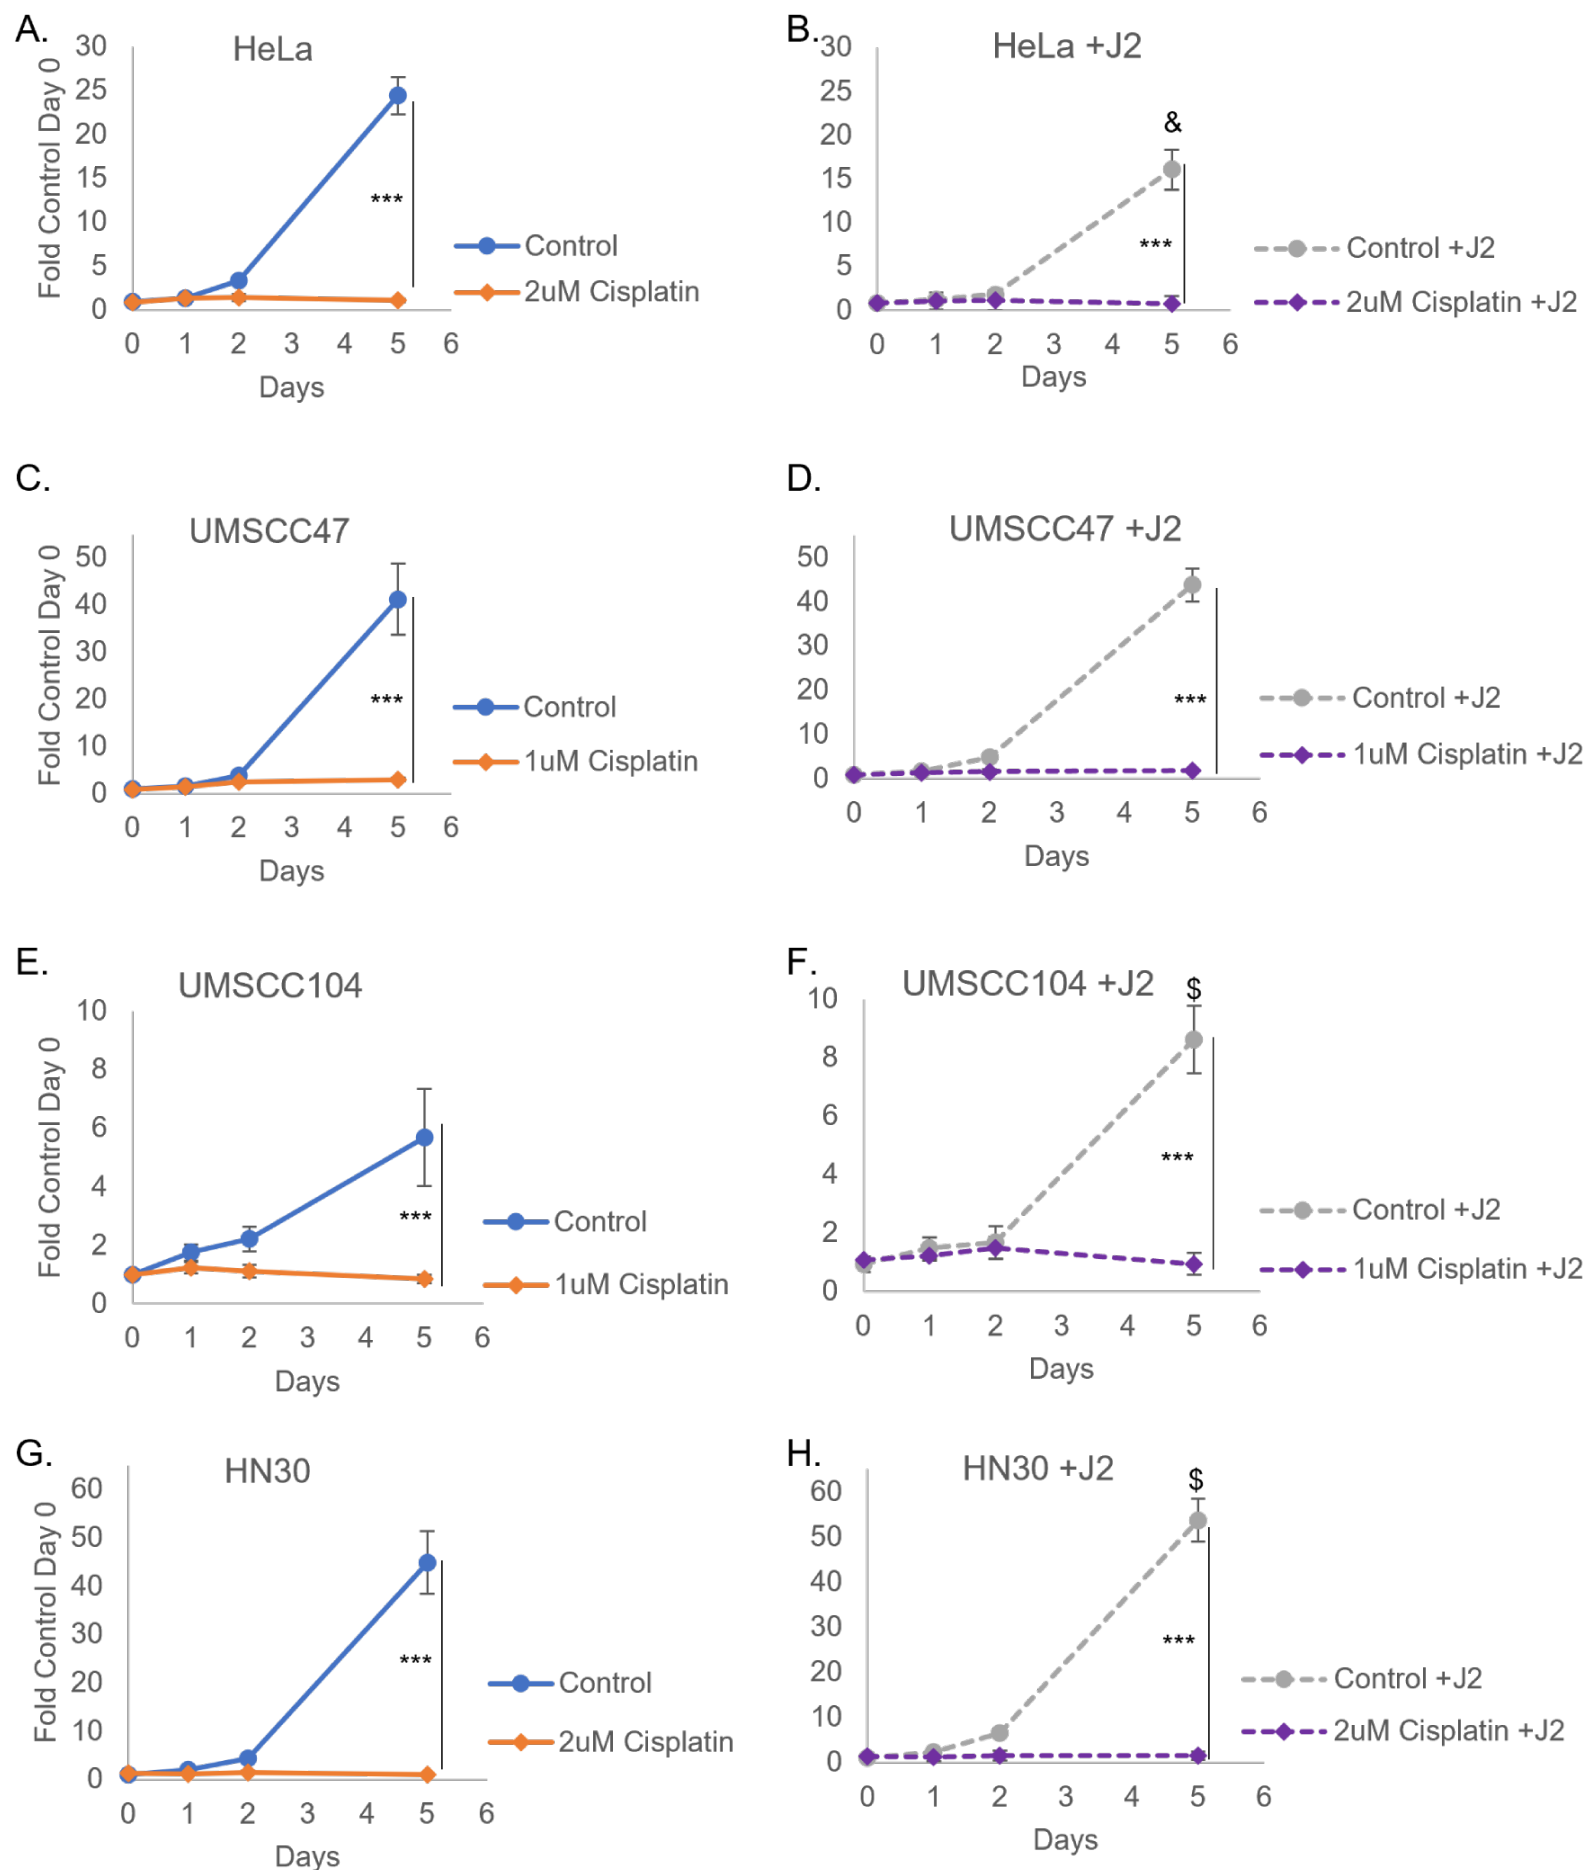 A.
HeLa
Fold Control Day 0
30
25
20
15
10
5
0
***
Control
2uM Cisplatin
0 1 2 3 4 5 6
Days
B.
HeLa +J2
30
25
20
15
10
5
0
&
***
Control +J2
2uM Cisplatin +J2
0 1 2 3 4 5 6
Days
C.
UMSCC47
Fold Control Day 0
50
40
30
20
10
0
***
Control
1uM Cisplatin
0 1 2 3 4 5 6
Days
D.
UMSCC47 +J2
50
40
30
20
10
0
***
Control +J2
1uM Cisplatin +J2
0 1 2 3 4 5 6
Days
E.
UMSCC104
Fold Control Day 0
10
8
6
4
2
0
***
Control
1uM Cisplatin
0 1 2 3 4 5 6
Days
F.
UMSCC104 +J2
10
8
6
4
2
0
$
***
Control +J2
1uM Cisplatin +J2
0 1 2 3 4 5 6
Days
G.
HN30
Fold Control Day 0
60
50
40
30
20
10
0
***
Control
2uM Cisplatin
0 1 2 3 4 5 6
Days
H.
HN30 +J2
60
50
40
30
20
10
0
$
***
Control +J2
2uM Cisplatin +J2
0 1 2 3 4 5 6
Days